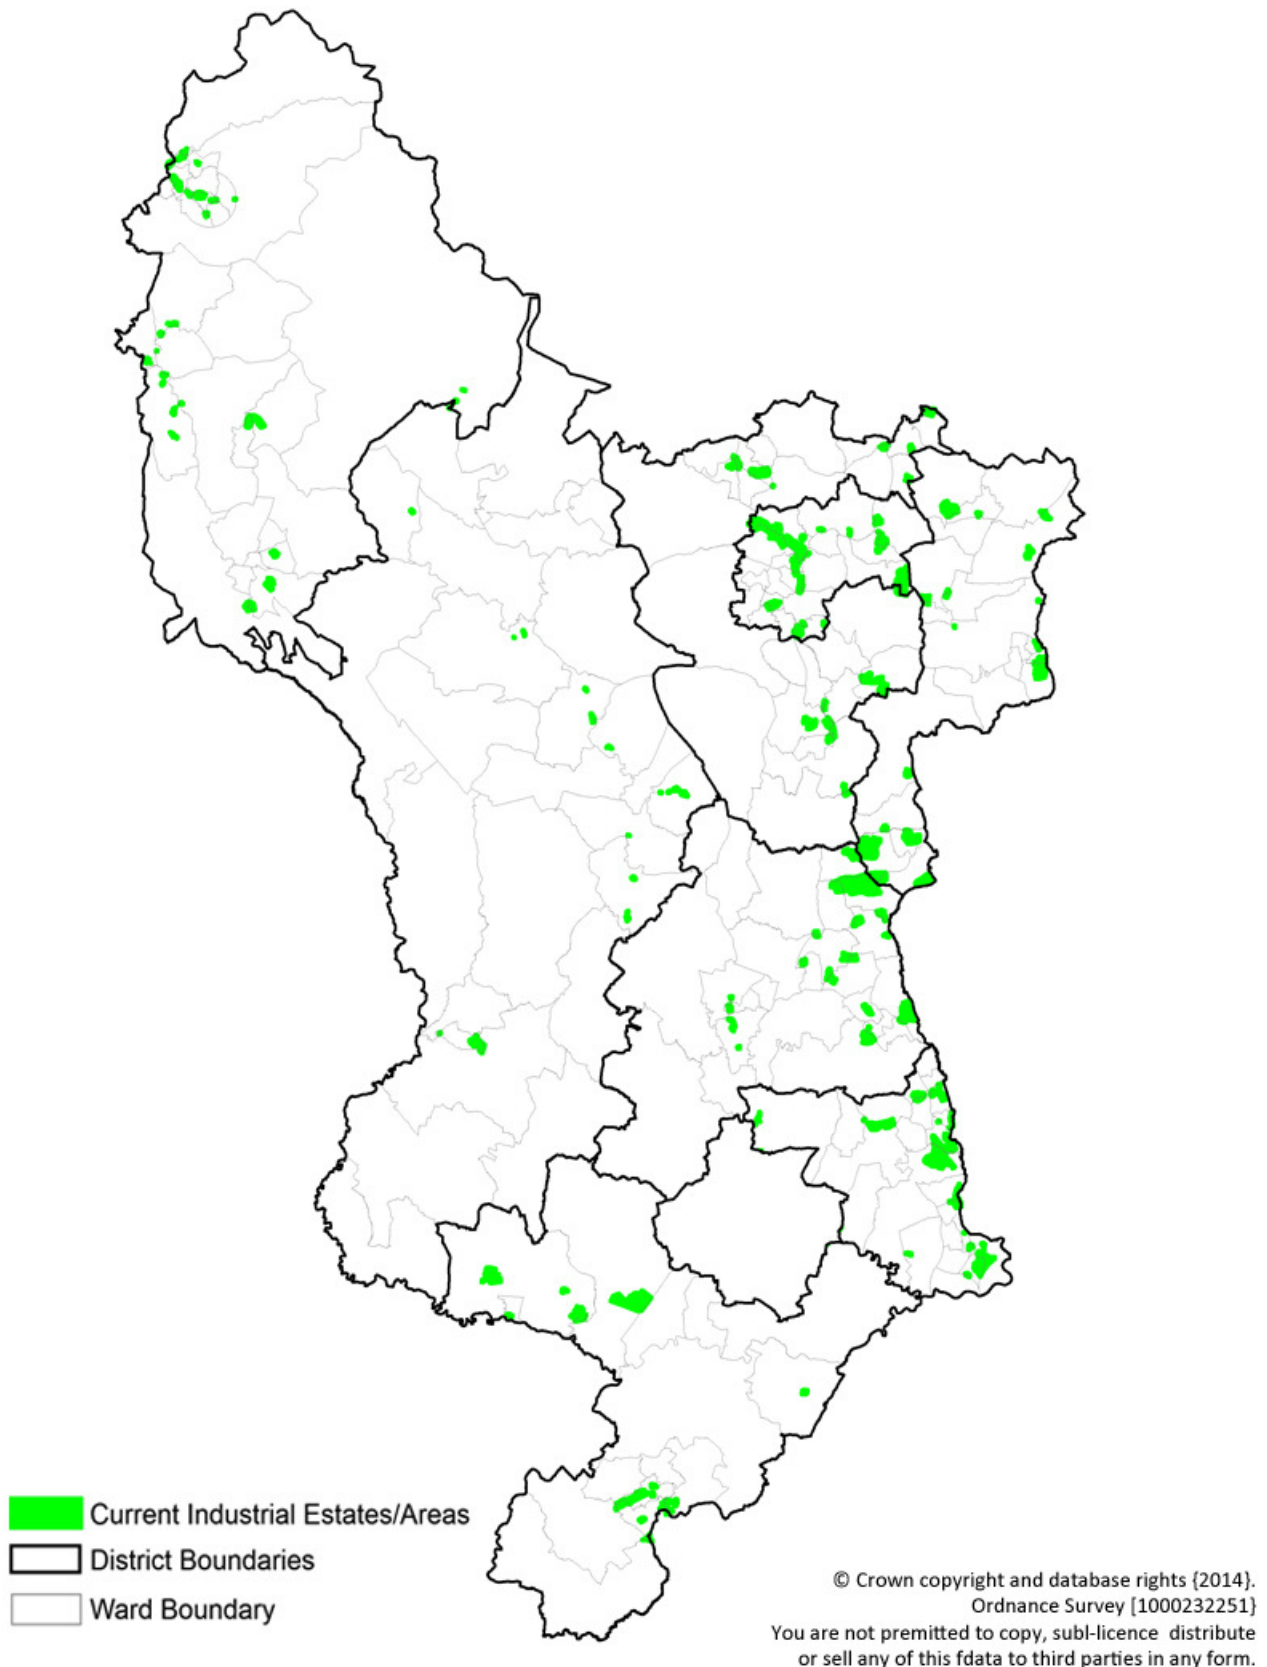 Current Industrial Estates/Areas
District Boundaries
Ward Boundary
© Crown copyright and database rights {2014}.
Ordnance Survey [1000232251}
You are not premitted to copy, subl-licence distribute
or sell any of this fdata to third parties in any form.